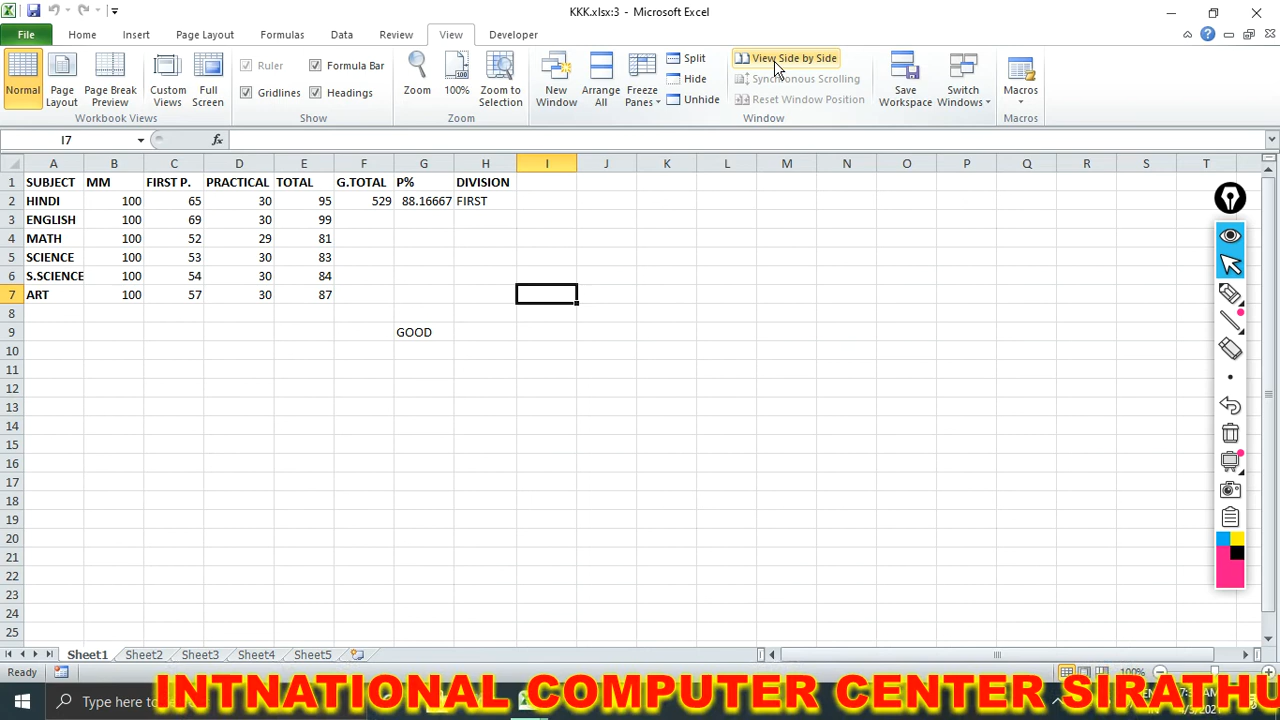 KKK.xlsx:3 - Microsoft Excel
File Home Insert Page Layout Formulas Data Review View Developer
Normal Page Layout Page Break Preview Custom Views Full Screen
Workbook Views
Ruler Formula Bar
Gridlines Headings
Show
Zoom 100% Zoom to Selection
Zoom
New Window Arrange All Freeze Panes
Split
Hide
Unhide
View Side by Side
Synchronous Scrolling
Reset Window Position
Save Workspace Switch Windows
Window
Macros
Macros
I7 fx
A B C D E F G H I J K L M N O P Q R S T
1 SUBJECT MM FIRST P. PRACTICAL TOTAL G.TOTAL P% DIVISION
2 HINDI 100 65 30 95 529 88.16667 FIRST
3 ENGLISH 100 69 30 99
4 MATH 100 52 29 81
5 SCIENCE 100 53 30 83
6 S.SCIENCE 100 54 30 84
7 ART 100 57 30 87
8
9 GOOD
10
11
12
13
14
15
16
17
18
19
20
21
22
23
24
25
Sheet1 Sheet2 Sheet3 Sheet4 Sheet5
Ready 100%
Type here to
INTNATIONAL COMPUTER CENTER SIRATHU